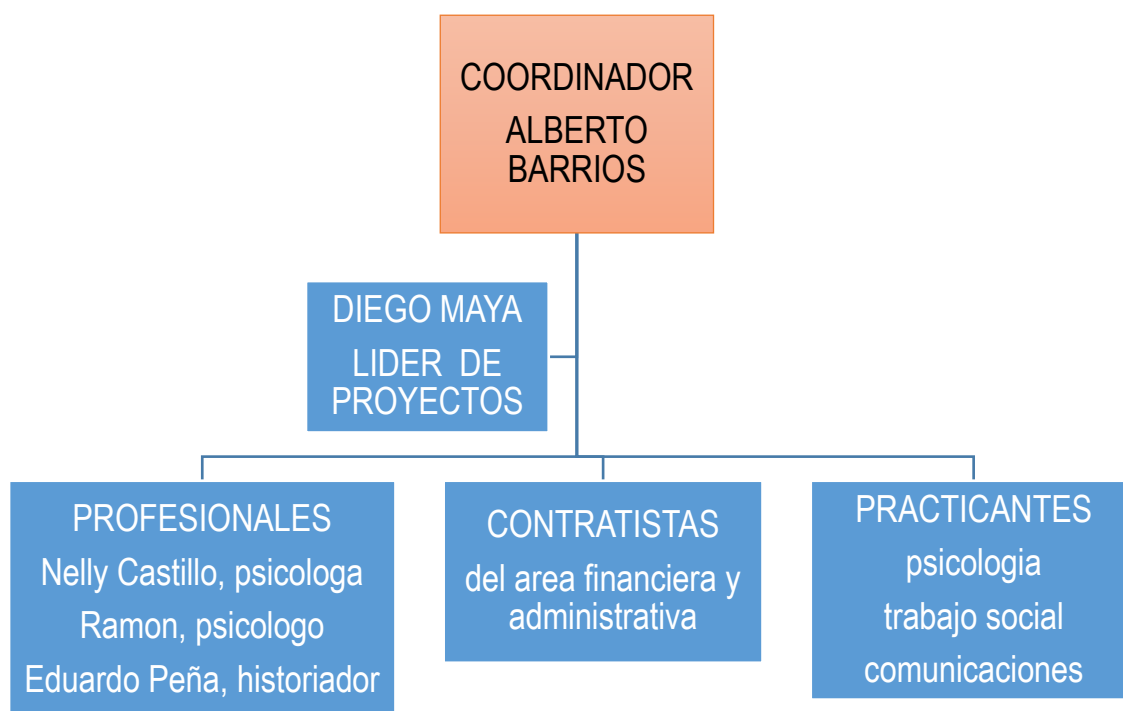 COORDINADOR
ALBERTO
BARRIOS
DIEGO MAYA
LIDER DE
PROYECTOS
PROFESIONALES
Nelly Castillo, psicologa
Ramon, psicologo
Eduardo Peña, historiador
CONTRATISTAS
del area financiera y
administrativa
PRACTICANTES
psicologia
trabajo social
comunicaciones